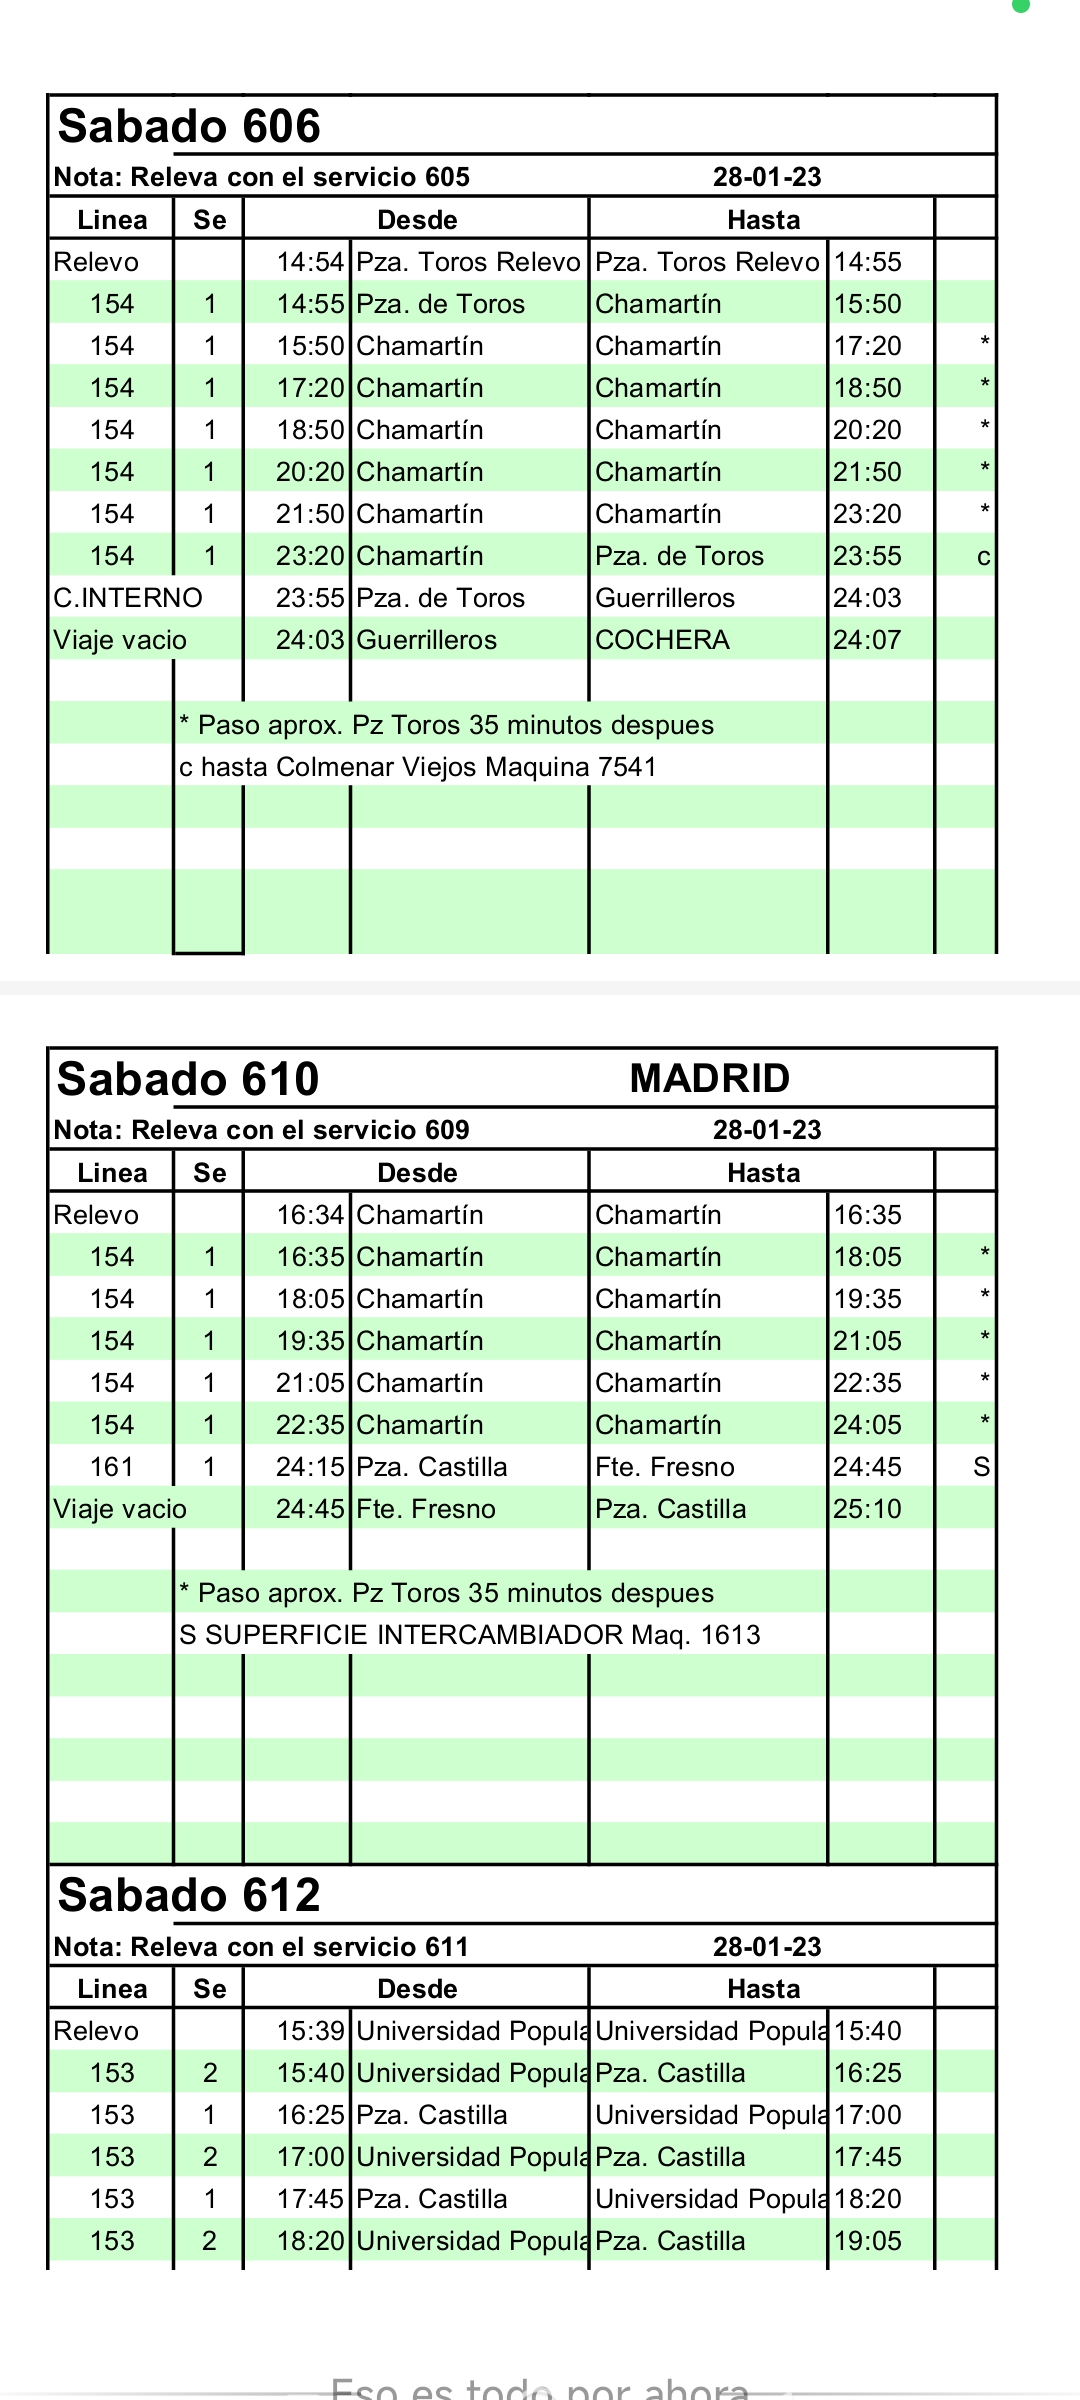 Sabado 606
Nota: Releva con el servicio 605 28-01-23
Linea Se Desde Hasta
Relevo 14:54 Pza. Toros Relevo Pza. Toros Relevo 14:55
154 1 14:55 Pza. de Toros Chamartín 15:50
154 1 15:50 Chamartín Chamartín 17:20 *
154 1 17:20 Chamartín Chamartín 18:50 *
154 1 18:50 Chamartín Chamartín 20:20 *
154 1 20:20 Chamartín Chamartín 21:50 *
154 1 21:50 Chamartín Chamartín 23:20 *
154 1 23:20 Chamartín Pza. de Toros 23:55 c
C.INTERNO 23:55 Pza. de Toros Guerrilleros 24:03
Viaje vacio 24:03 Guerrilleros COCHERA 24:07
* Paso aprox. Pz Toros 35 minutos despues
c hasta Colmenar Viejos Maquina 7541
Sabado 610 MADRID
Nota: Releva con el servicio 609 28-01-23
Linea Se Desde Hasta
Relevo 16:34 Chamartín Chamartín 16:35
154 1 16:35 Chamartín Chamartín 18:05 *
154 1 18:05 Chamartín Chamartín 19:35 *
154 1 19:35 Chamartín Chamartín 21:05 *
154 1 21:05 Chamartín Chamartín 22:35 *
154 1 22:35 Chamartín Chamartín 24:05 *
161 1 24:15 Pza. Castilla Fte. Fresno 24:45 S
Viaje vacio 24:45 Fte. Fresno Pza. Castilla 25:10
* Paso aprox. Pz Toros 35 minutos despues
S SUPERFICIE INTERCAMBIADOR Maq. 1613
Sabado 612
Nota: Releva con el servicio 611 28-01-23
Linea Se Desde Hasta
Relevo 15:39 Universidad Popula Universidad Popula 15:40
153 2 15:40 Universidad Popula Pza. Castilla 16:25
153 1 16:25 Pza. Castilla Universidad Popula 17:00
153 2 17:00 Universidad Popula Pza. Castilla 17:45
153 1 17:45 Pza. Castilla Universidad Popula 18:20
153 2 18:20 Universidad Popula Pza. Castilla 19:05
Eso es todo por ahora